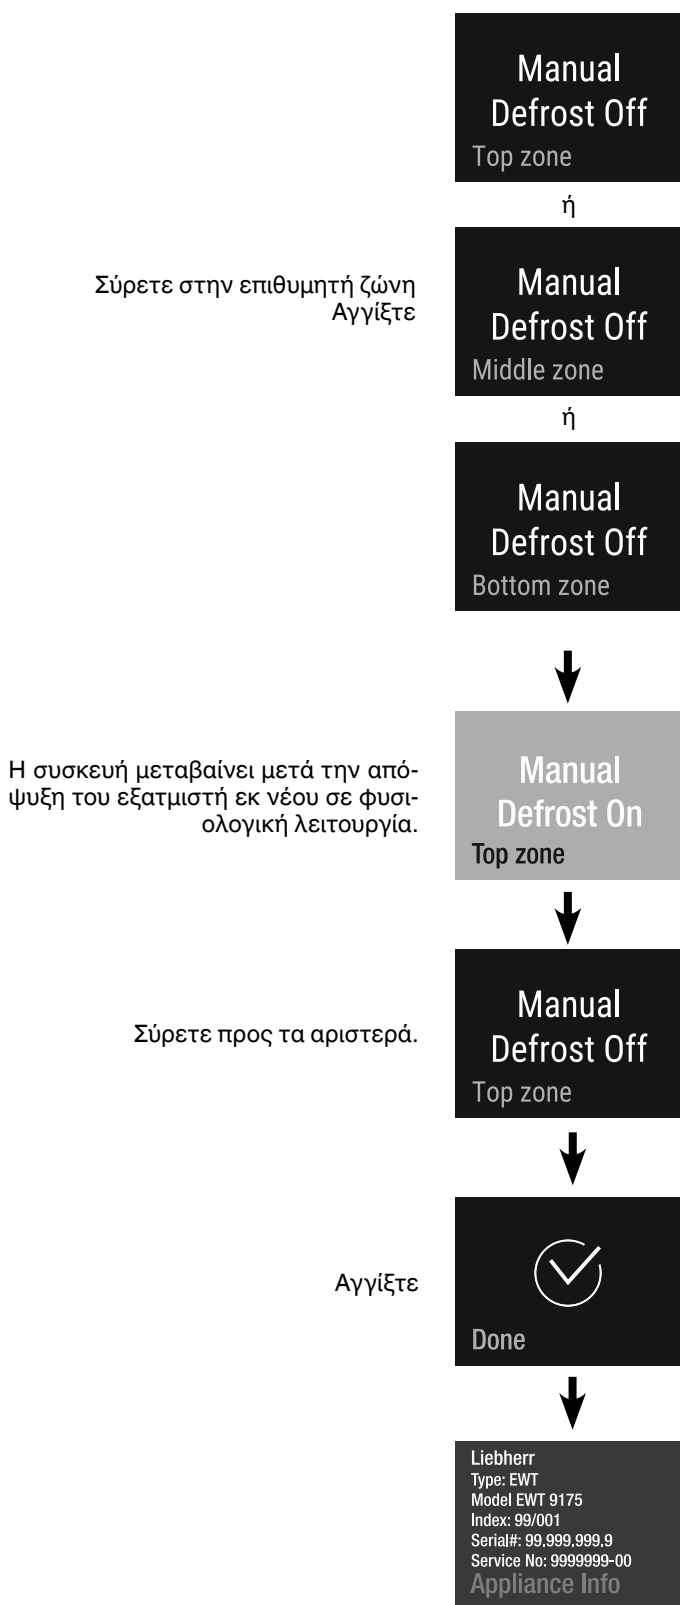 Manual
Defrost Off
Top zone
ή
Σύρετε στην επιθυμητή ζώνη
Αγγίξτε
Manual
Defrost Off
Middle zone
ή
Manual
Defrost Off
Bottom zone
Η συσκευή μεταβαίνει μετά την από-
ψυξη του εξατμιστή εκ νέου σε φυσι-
ολογική λειτουργία.
Manual
Defrost On
Top zone
Σύρετε προς τα αριστερά.
Manual
Defrost Off
Top zone
Αγγίξτε
Done
Liebherr
Type: EWT
Model EWT 9175
Index: 99/001
Serial#: 99.999.999.9
Service No: 9999999-00
Appliance Info